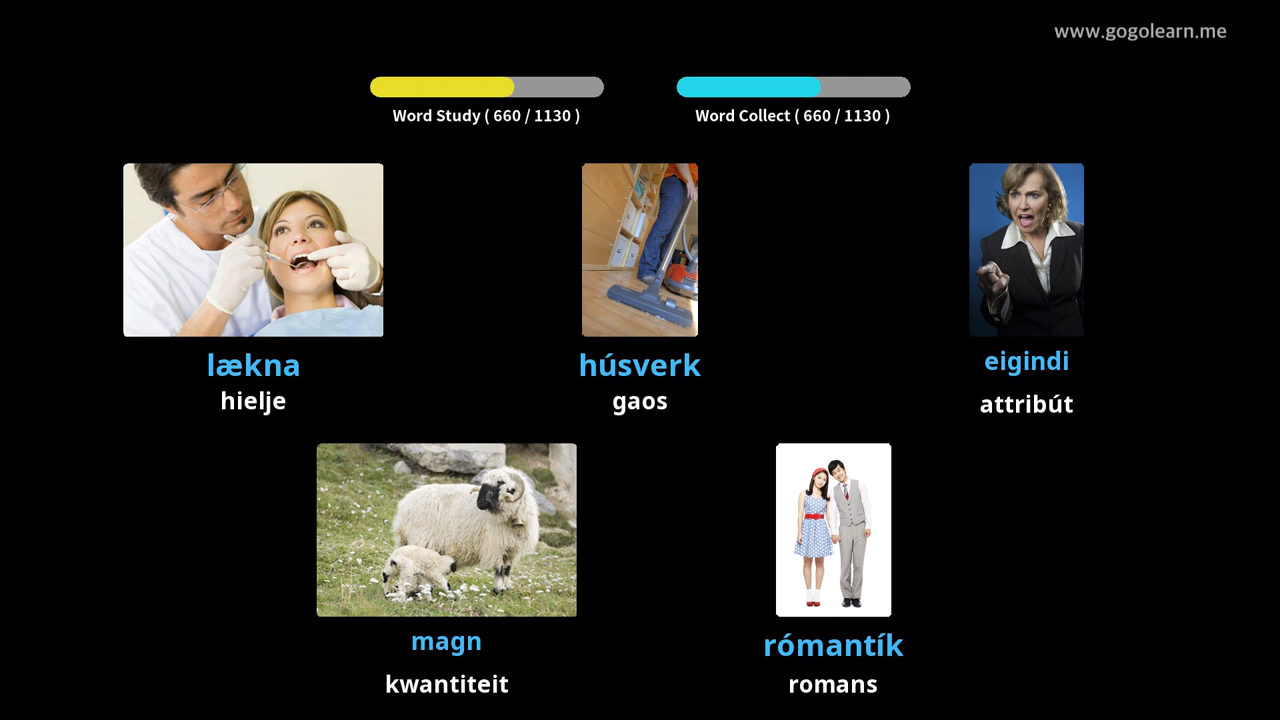 www.gogolearn.me
Word Study ( 660 / 1130 )
Word Collect ( 660 / 1130 )
lækna
hielje
húsverk
gaos
eigindi
attribút
magn
kwantiteit
rómantík
romans